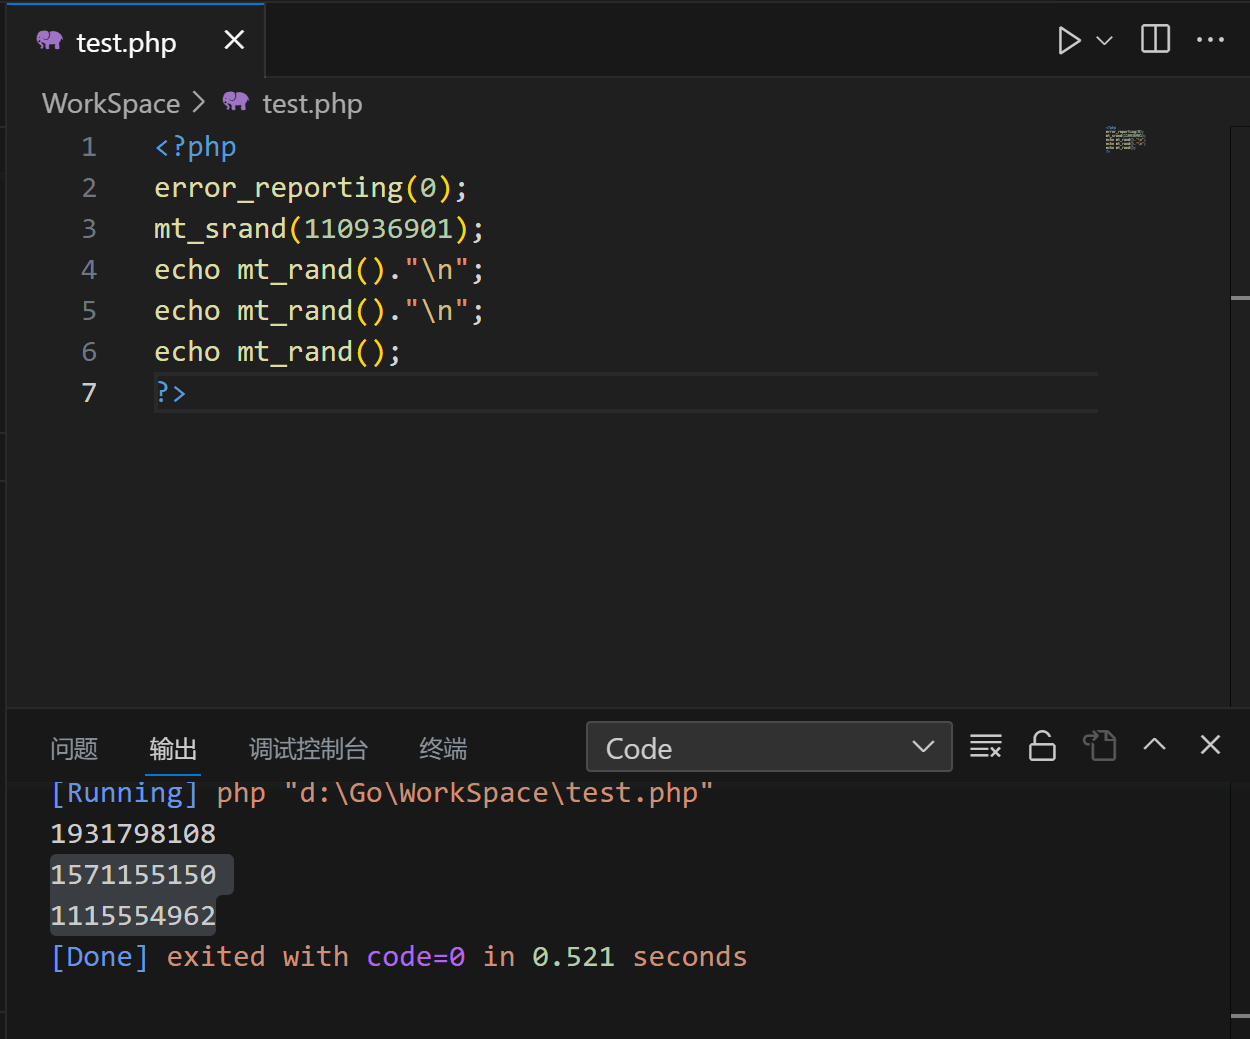 test.php
WorkSpace > test.php
1 <?php
2 error_reporting(0);
3 mt_srand(110936901);
4 echo mt_rand()."\n";
5 echo mt_rand()."\n";
6 echo mt_rand();
7 ?>
问题 输出 调试控制台 终端 Code
[Running] php "d:\Go\WorkSpace\test.php"
1931798108
1571155150
1115554962
[Done] exited with code=0 in 0.521 seconds